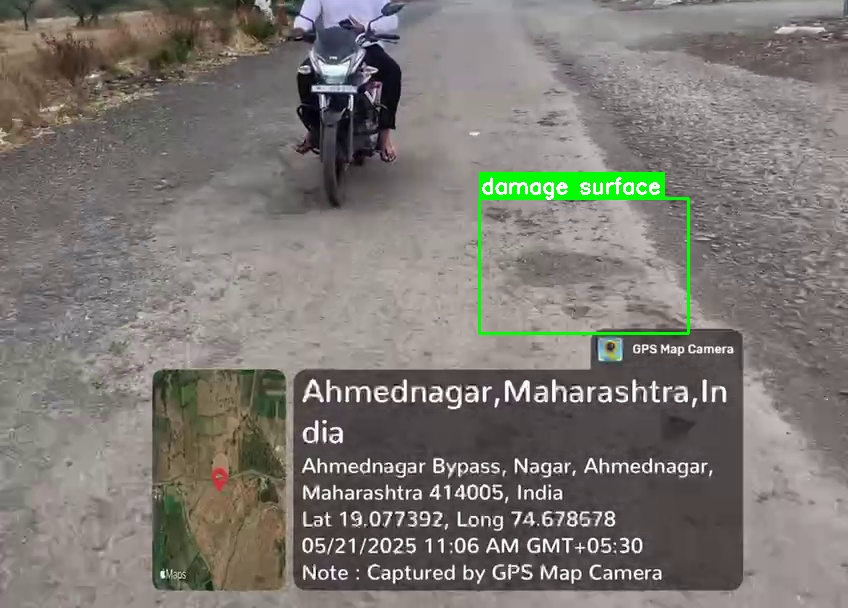 damage surface
GPS Map Camera
Ahmednagar,Maharashtra,In
dia
Ahmednagar Bypass, Nagar, Ahmednagar,
Maharashtra 414005, India
Lat 19.077392, Long 74.678678
05/21/2025 11:06 AM GMT+05:30
Note : Captured by GPS Map Camera
Maps